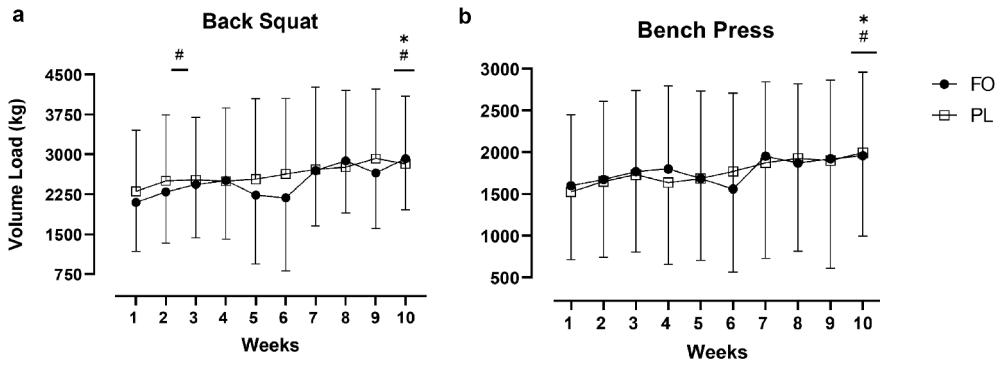 a
Back Squat
#
*
#
Volume Load (kg)
4500
3750
3000
2250
1500
750
1 2 3 4 5 6 7 8 9 10
Weeks
b
Bench Press
*
#
3000
2500
2000
1500
1000
500
1 2 3 4 5 6 7 8 9 10
Weeks
FO
PL